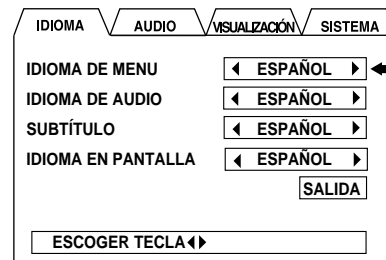 IDIOMA AUDIO VISUALIZACIÓN SISTEMA
IDIOMA DE MENU ESPAÑOL
IDIOMA DE AUDIO ESPAÑOL
SUBTÍTULO ESPAÑOL
IDIOMA EN PANTALLA ESPAÑOL
SALIDA
ESCOGER TECLA